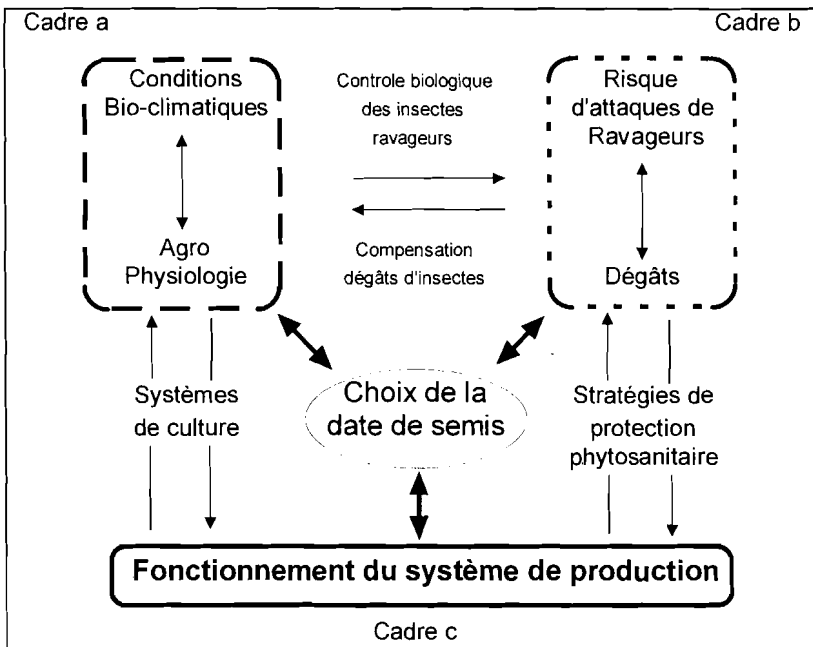 Cadre a
Cadre b
Conditions
Bio-climatiques
Agro
Physiologie
Controle biologique
des insectes
ravageurs
Compensation
dégâts d'insectes
Risque
d'attaques de
Ravageurs
Dégâts
Systèmes
de culture
Choix de la
date de semis
Stratégies de
protection
phytosanitaire
Fonctionnement du système de production
Cadre c